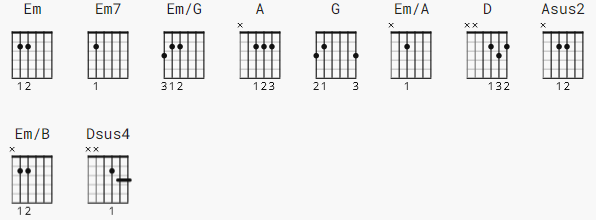 Em Em7 Em/G A G Em/A D Asus2
× × ×× ×
12 1 312 123 21 3 1 132 12
Em/B Dsus4
× ××
12 1